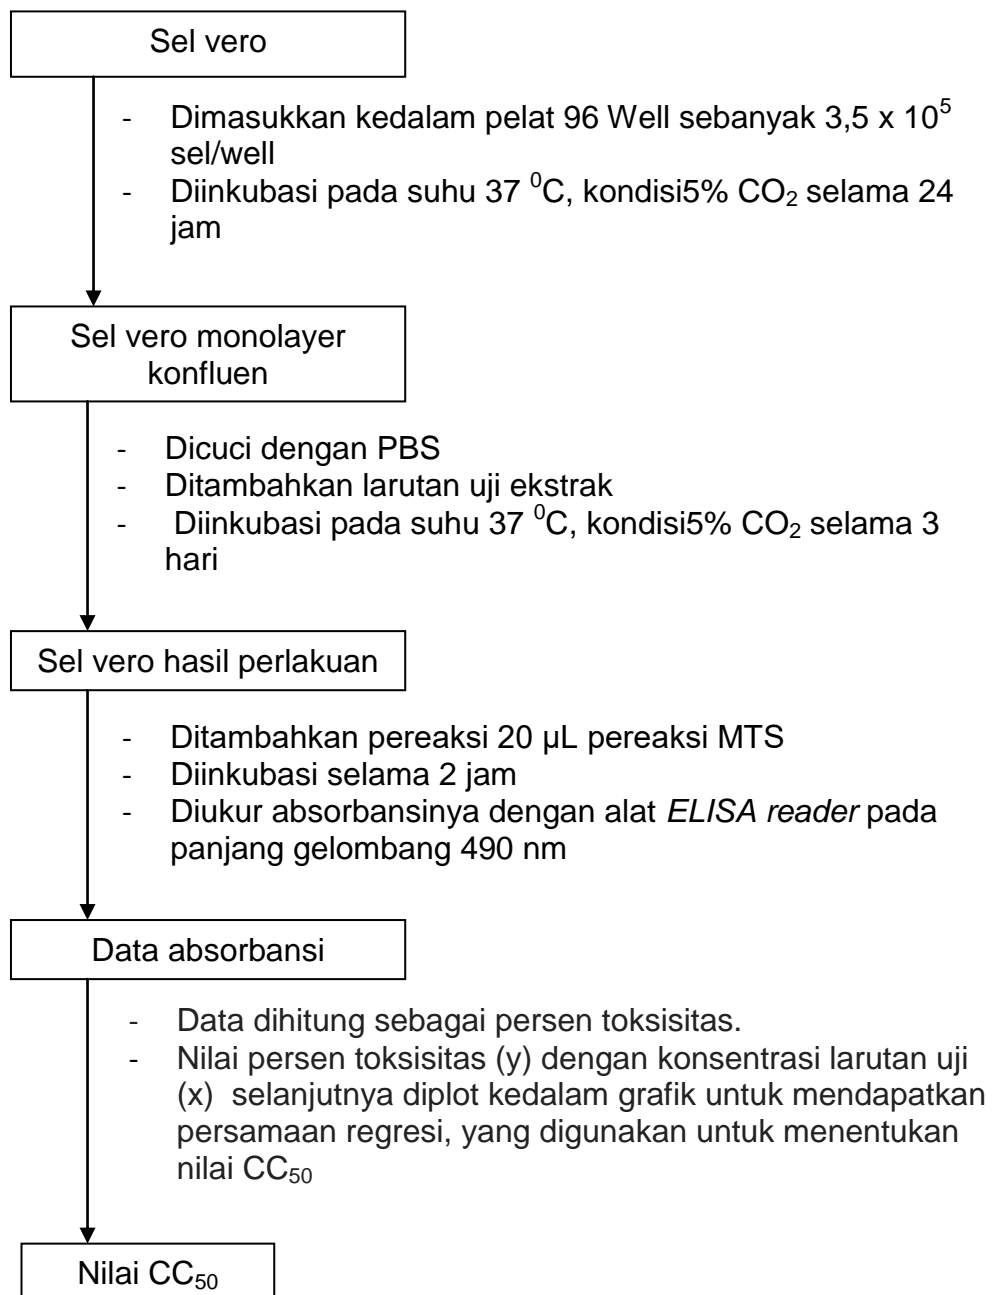 Sel vero
- Dimasukkan kedalam pelat 96 Well sebanyak 3,5 x 10⁵
sel/well
- Diinkubasi pada suhu 37 ⁰C, kondisi5% CO₂ selama 24
jam
Sel vero monolayer
konfluen
- Dicuci dengan PBS
- Ditambahkan larutan uji ekstrak
- Diinkubasi pada suhu 37 ⁰C, kondisi5% CO₂ selama 3
hari
Sel vero hasil perlakuan
- Ditambahkan pereaksi 20 µL pereaksi MTS
- Diinkubasi selama 2 jam
- Diukur absorbansinya dengan alat ELISA reader pada
panjang gelombang 490 nm
Data absorbansi
- Data dihitung sebagai persen toksisitas.
- Nilai persen toksisitas (y) dengan konsentrasi larutan uji
(x) selanjutnya diplot kedalam grafik untuk mendapatkan
persamaan regresi, yang digunakan untuk menentukan
nilai CC₅₀
Nilai CC₅₀